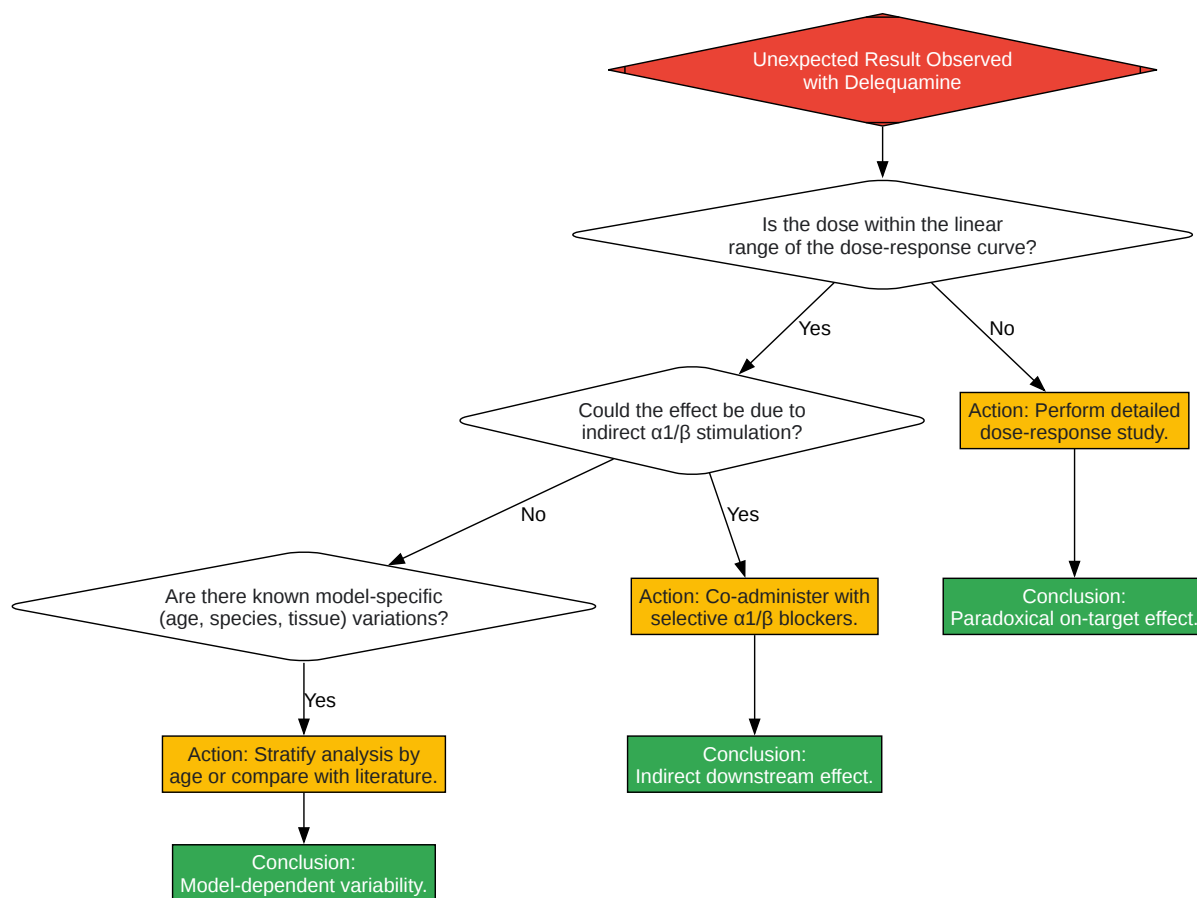 Unexpected Result Observed
with Delequamine
Is the dose within the linear
range of the dose-response curve?
Yes
No
Could the effect be due to
indirect α1/β stimulation?
Action: Perform detailed
dose-response study.
No
Yes
Are there known model-specific
(age, species, tissue) variations?
Action: Co-administer with
selective α1/β blockers.
Conclusion:
Paradoxical on-target effect.
Yes
Action: Stratify analysis by
age or compare with literature.
Conclusion:
Indirect downstream effect.
Conclusion:
Model-dependent variability.